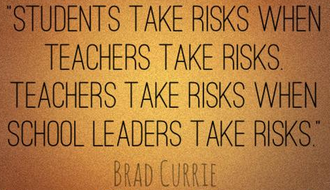 "STUDENTS TAKE RISKS WHEN
TEACHERS TAKE RISKS.
TEACHERS TAKE RISKS WHEN
SCHOOL LEADERS TAKE RISKS."
BRAD CURRIE